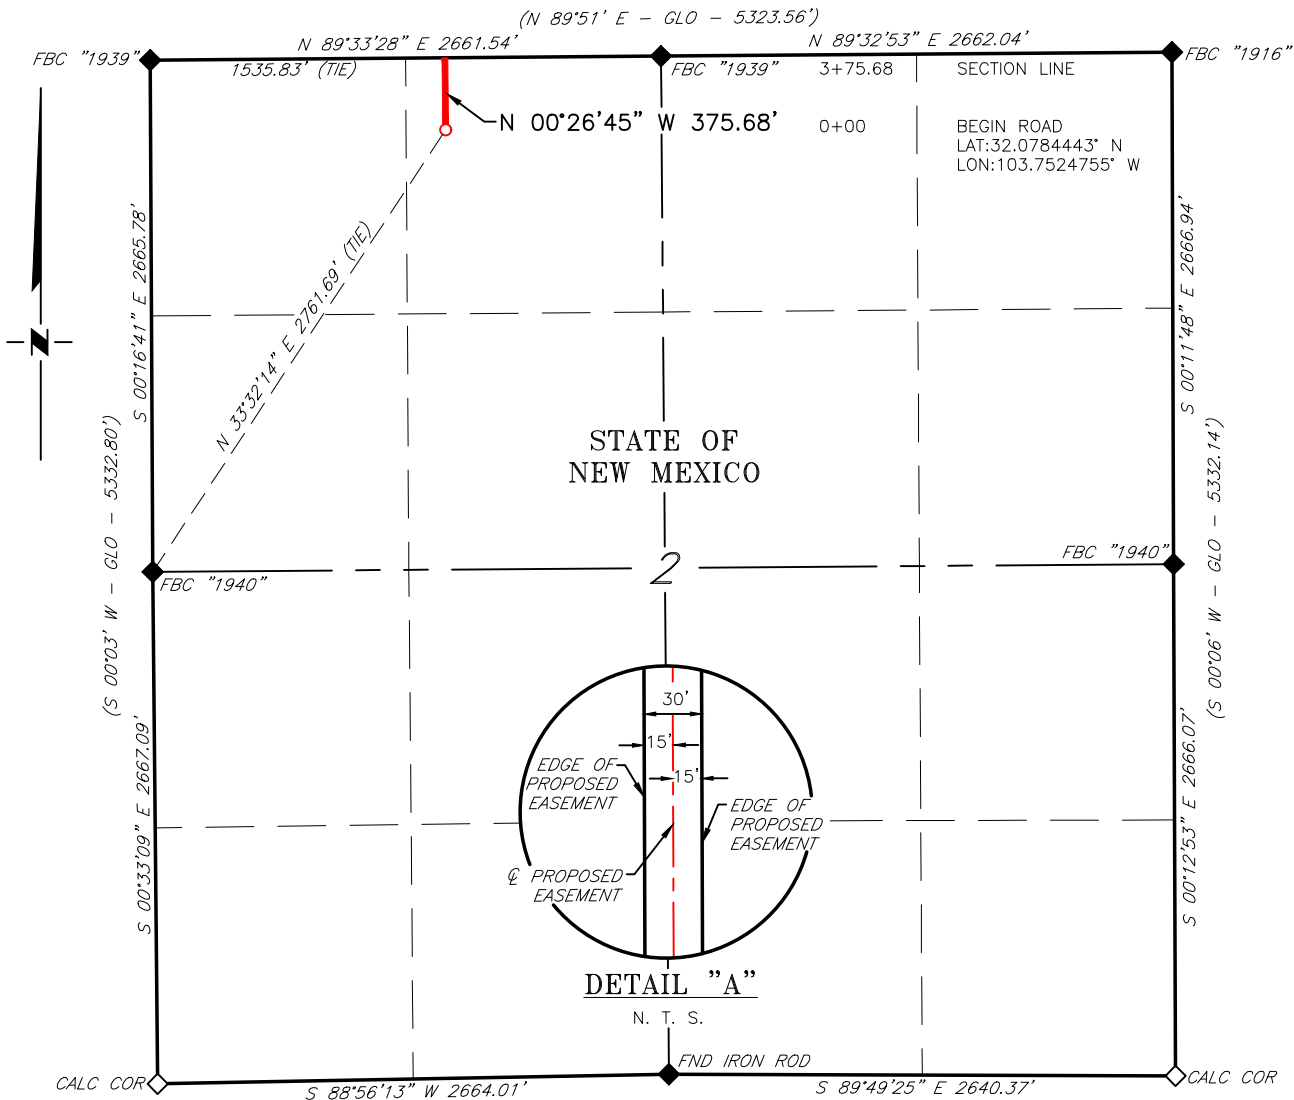 (N 89°51' E - GLO - 5323.56')
N 89°33'28" E 2661.54'
N 89°32'53" E 2662.04'
FBC "1939"
1535.83' (TIE)
FBC "1939"
3+75.68 SECTION LINE
FBC "1916"
N 00°26'45" W 375.68'
0+00 BEGIN ROAD
LAT:32.0784443° N
LON:103.7524755° W
S 00°16'41" E 2665.78'
N 33°32'14" E 2761.69' (TIE)
S 00°11'48" E 2666.94'
N
STATE OF
NEW MEXICO
(S 00°03' W - GLO - 5332.80')
(S 00°06' W - GLO - 5332.14')
FBC "1940"
2
FBC "1940"
30'
15'
15'
EDGE OF
PROPOSED
EASEMENT
EDGE OF
PROPOSED
EASEMENT
℄ PROPOSED
EASEMENT
S 00°33'09" E 2667.09'
S 00°12'53" E 2666.07'
DETAIL "A"
N. T. S.
FND IRON ROD
CALC COR
CALC COR
S 88°56'13" W 2664.01'
S 89°49'25" E 2640.37'